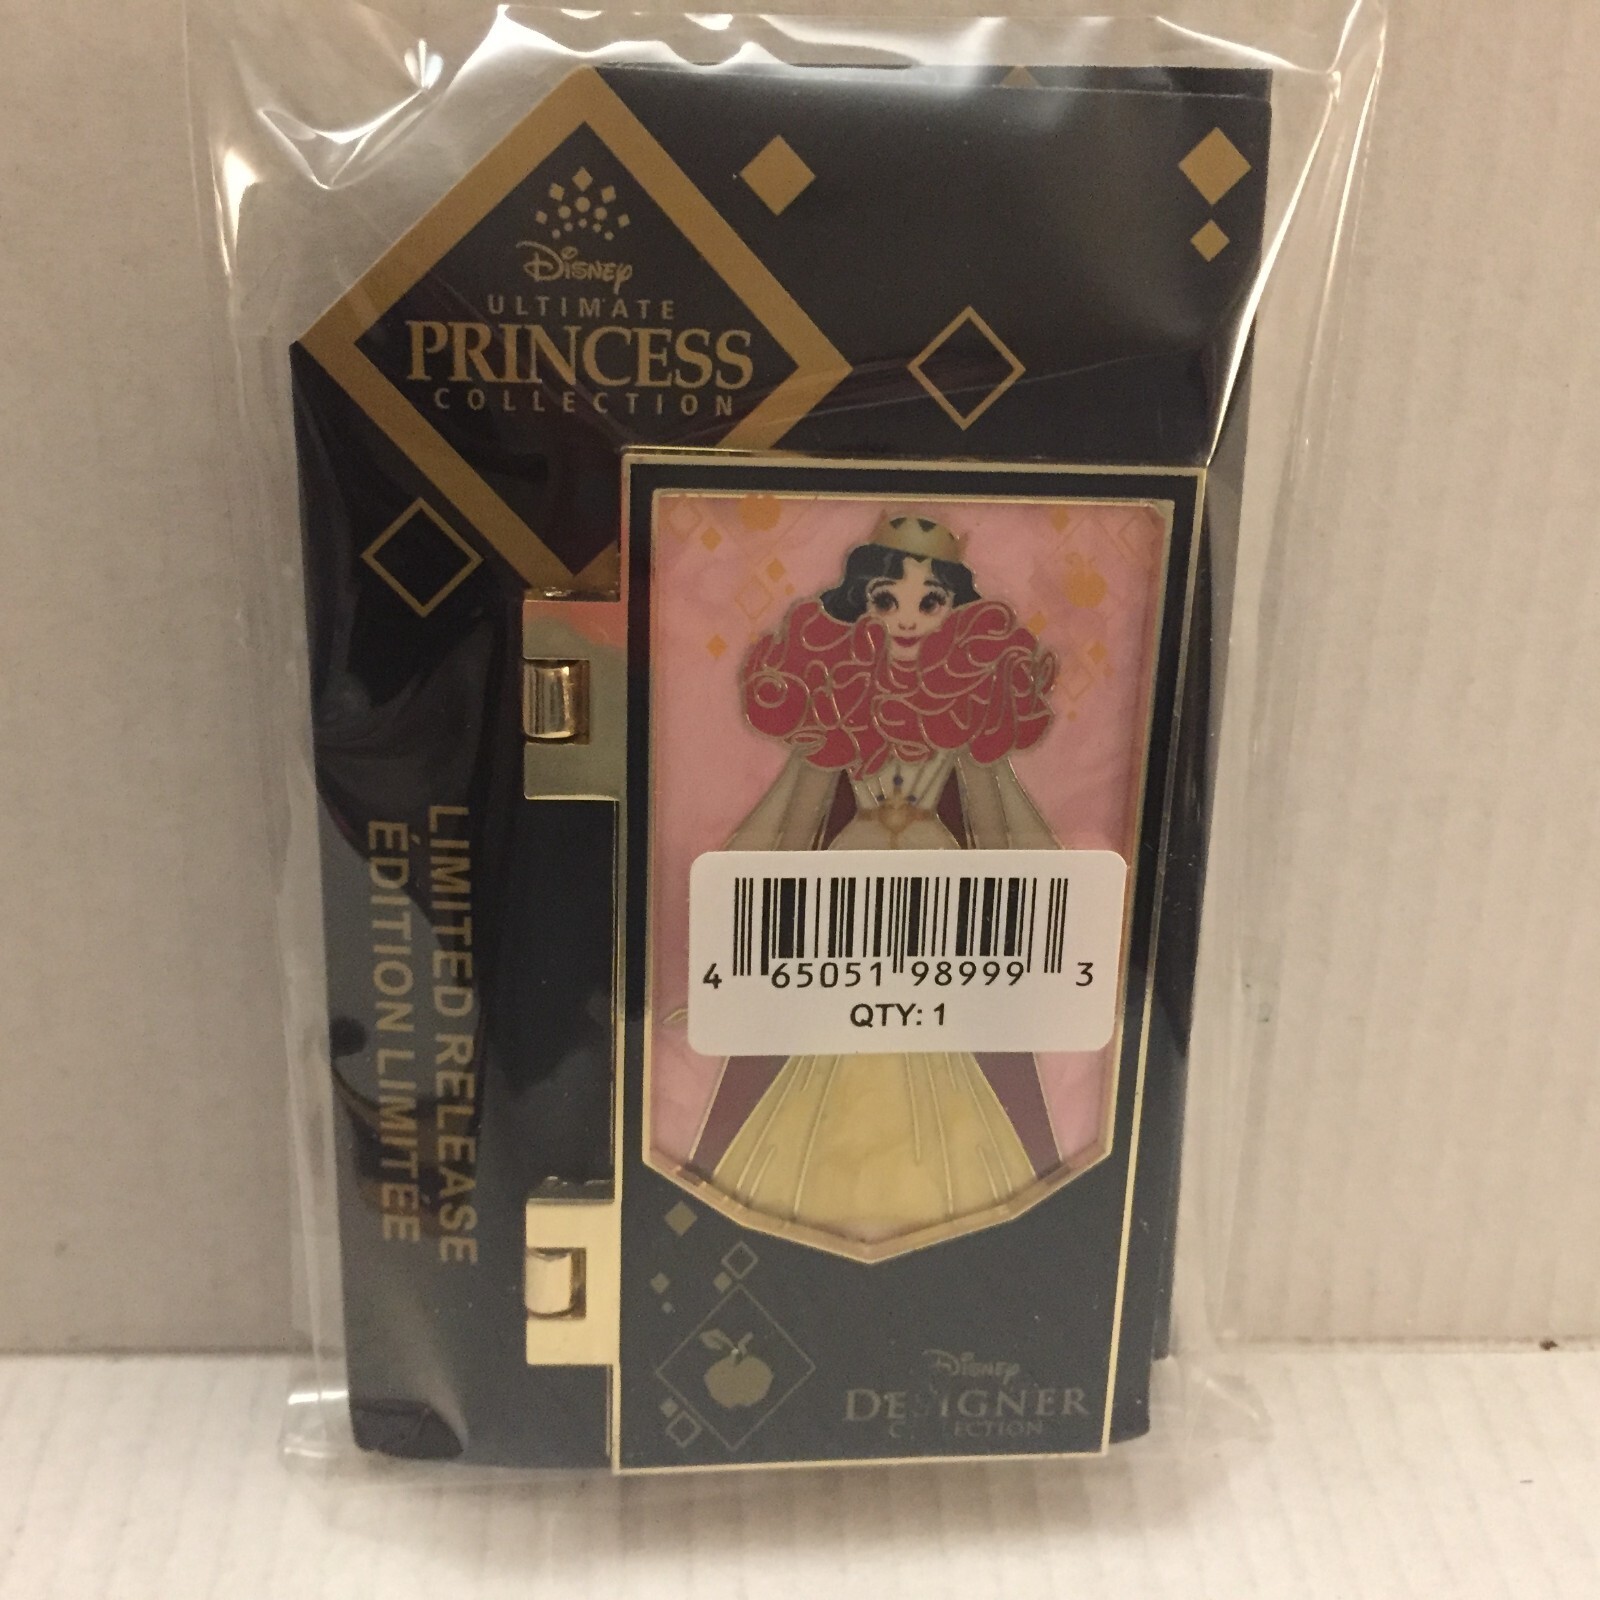 Disney
ULTIMATE
PRINCESS
COLLECTION
LIMITED RELEASE
ÉDITION LIMITÉE
4 65051 98999 3
QTY: 1
Disney
DESIGNER
COLLECTION